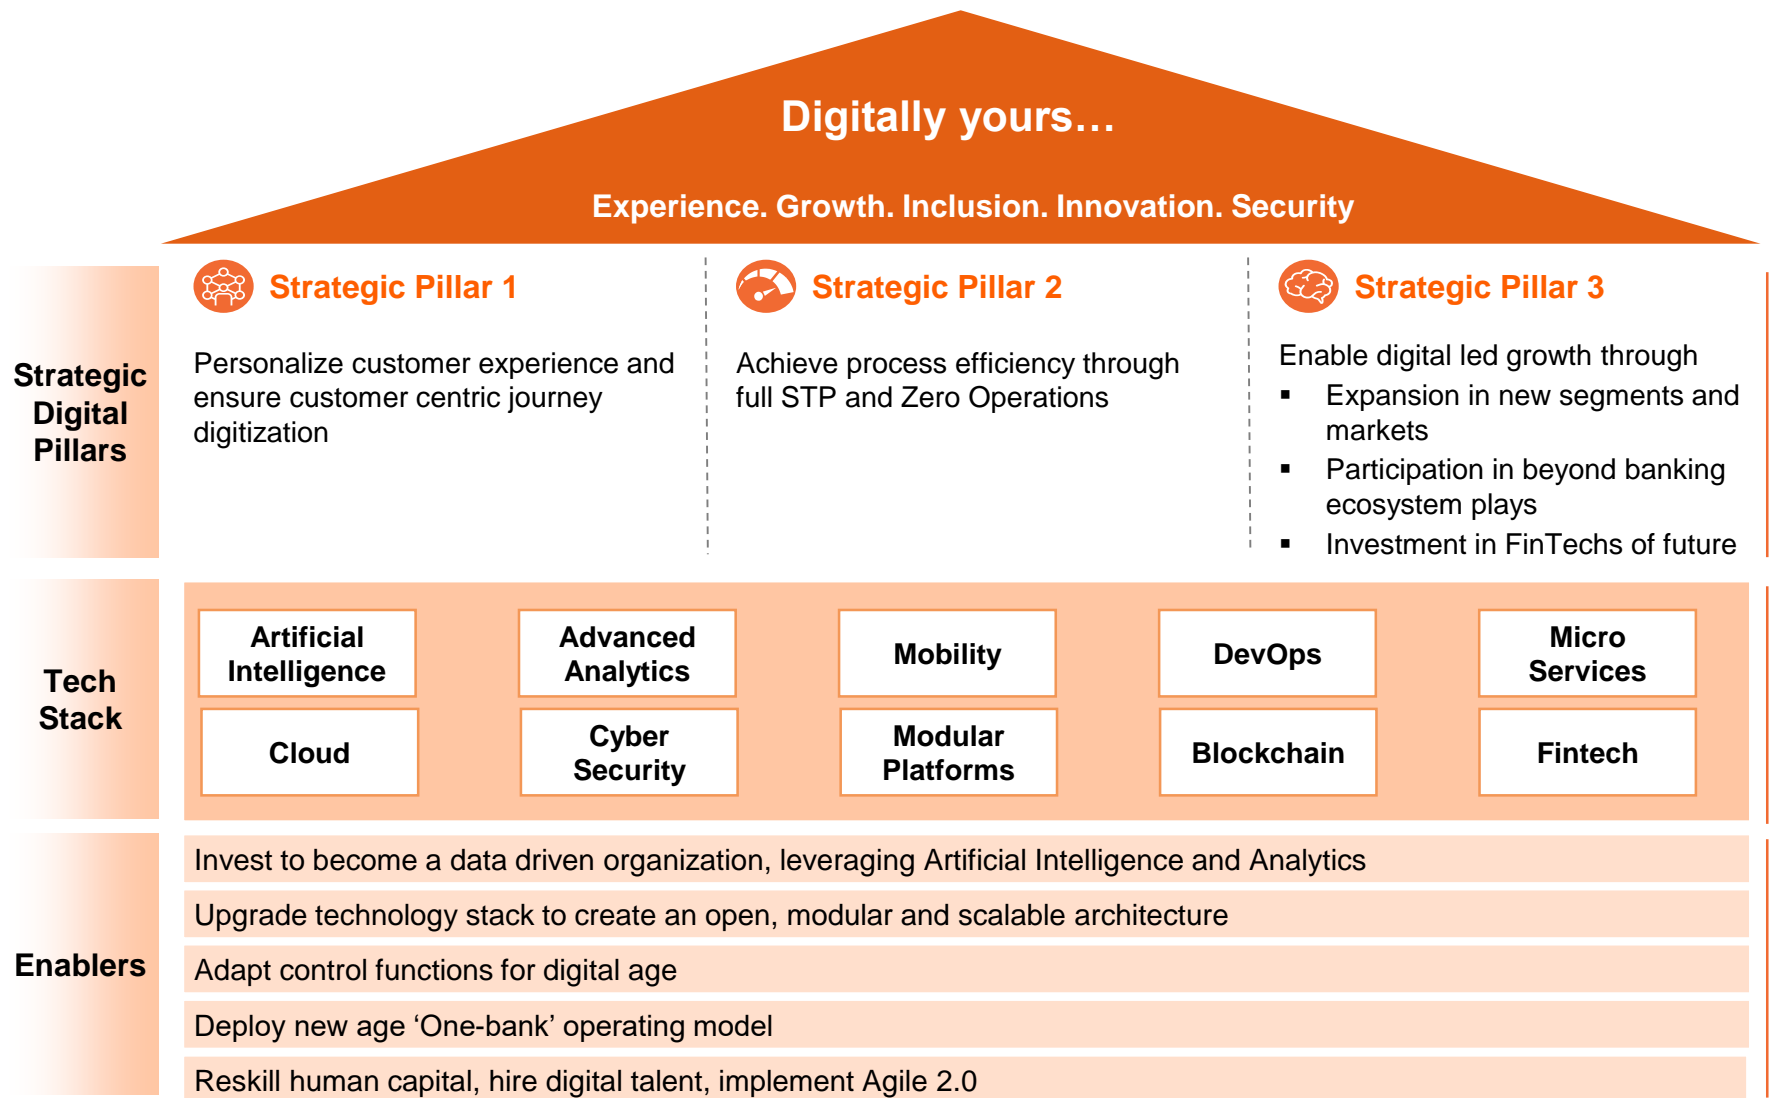 Digitally yours…
Experience. Growth. Inclusion. Innovation. Security
Strategic
Digital
Pillars
Strategic Pillar 1
Personalize customer experience and
ensure customer centric journey
digitization
Strategic Pillar 2
Achieve process efficiency through
full STP and Zero Operations
Strategic Pillar 3
Enable digital led growth through
▪ Expansion in new segments and
markets
▪ Participation in beyond banking
ecosystem plays
▪ Investment in FinTechs of future
Tech
Stack
Artificial
Intelligence
Advanced
Analytics
Mobility
DevOps
Micro
Services
Cloud
Cyber
Security
Modular
Platforms
Blockchain
Fintech
Enablers
Invest to become a data driven organization, leveraging Artificial Intelligence and Analytics
Upgrade technology stack to create an open, modular and scalable architecture
Adapt control functions for digital age
Deploy new age ‘One-bank’ operating model
Reskill human capital, hire digital talent, implement Agile 2.0